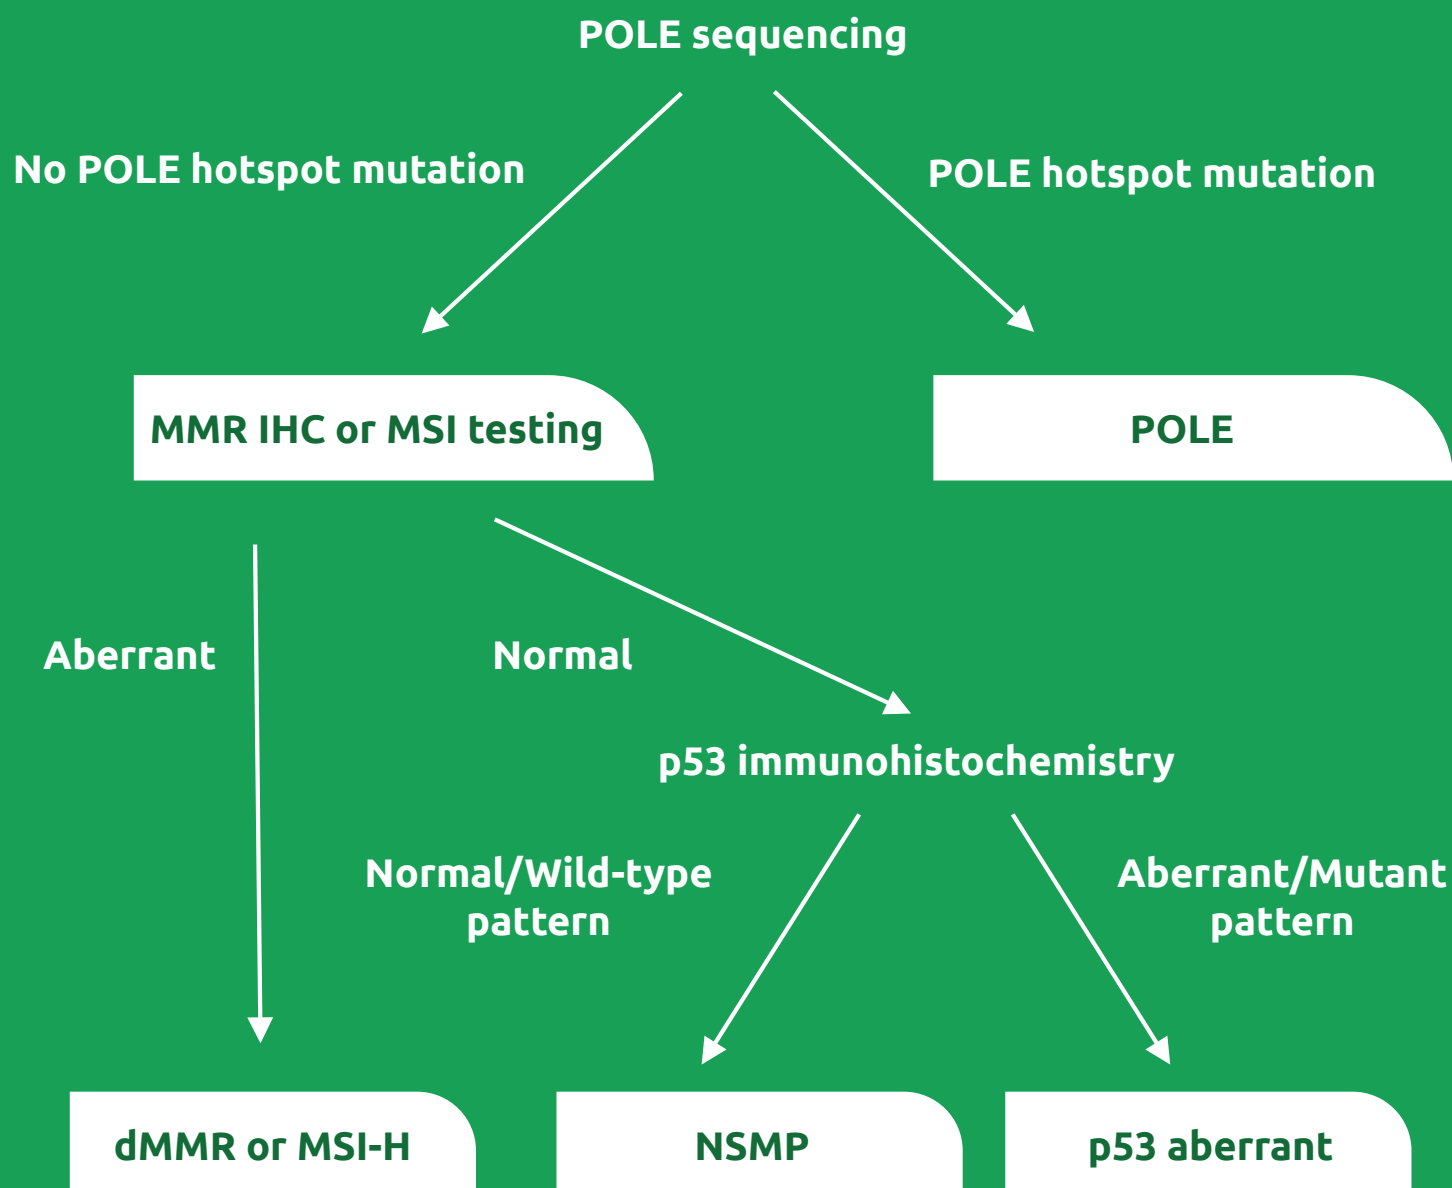 POLE sequencing
No POLE hotspot mutation
POLE hotspot mutation
MMR IHC or MSI testing
POLE
Aberrant
Normal
p53 immunohistochemistry
Normal/Wild-type
pattern
Aberrant/Mutant
pattern
dMMR or MSI-H
NSMP
p53 aberrant